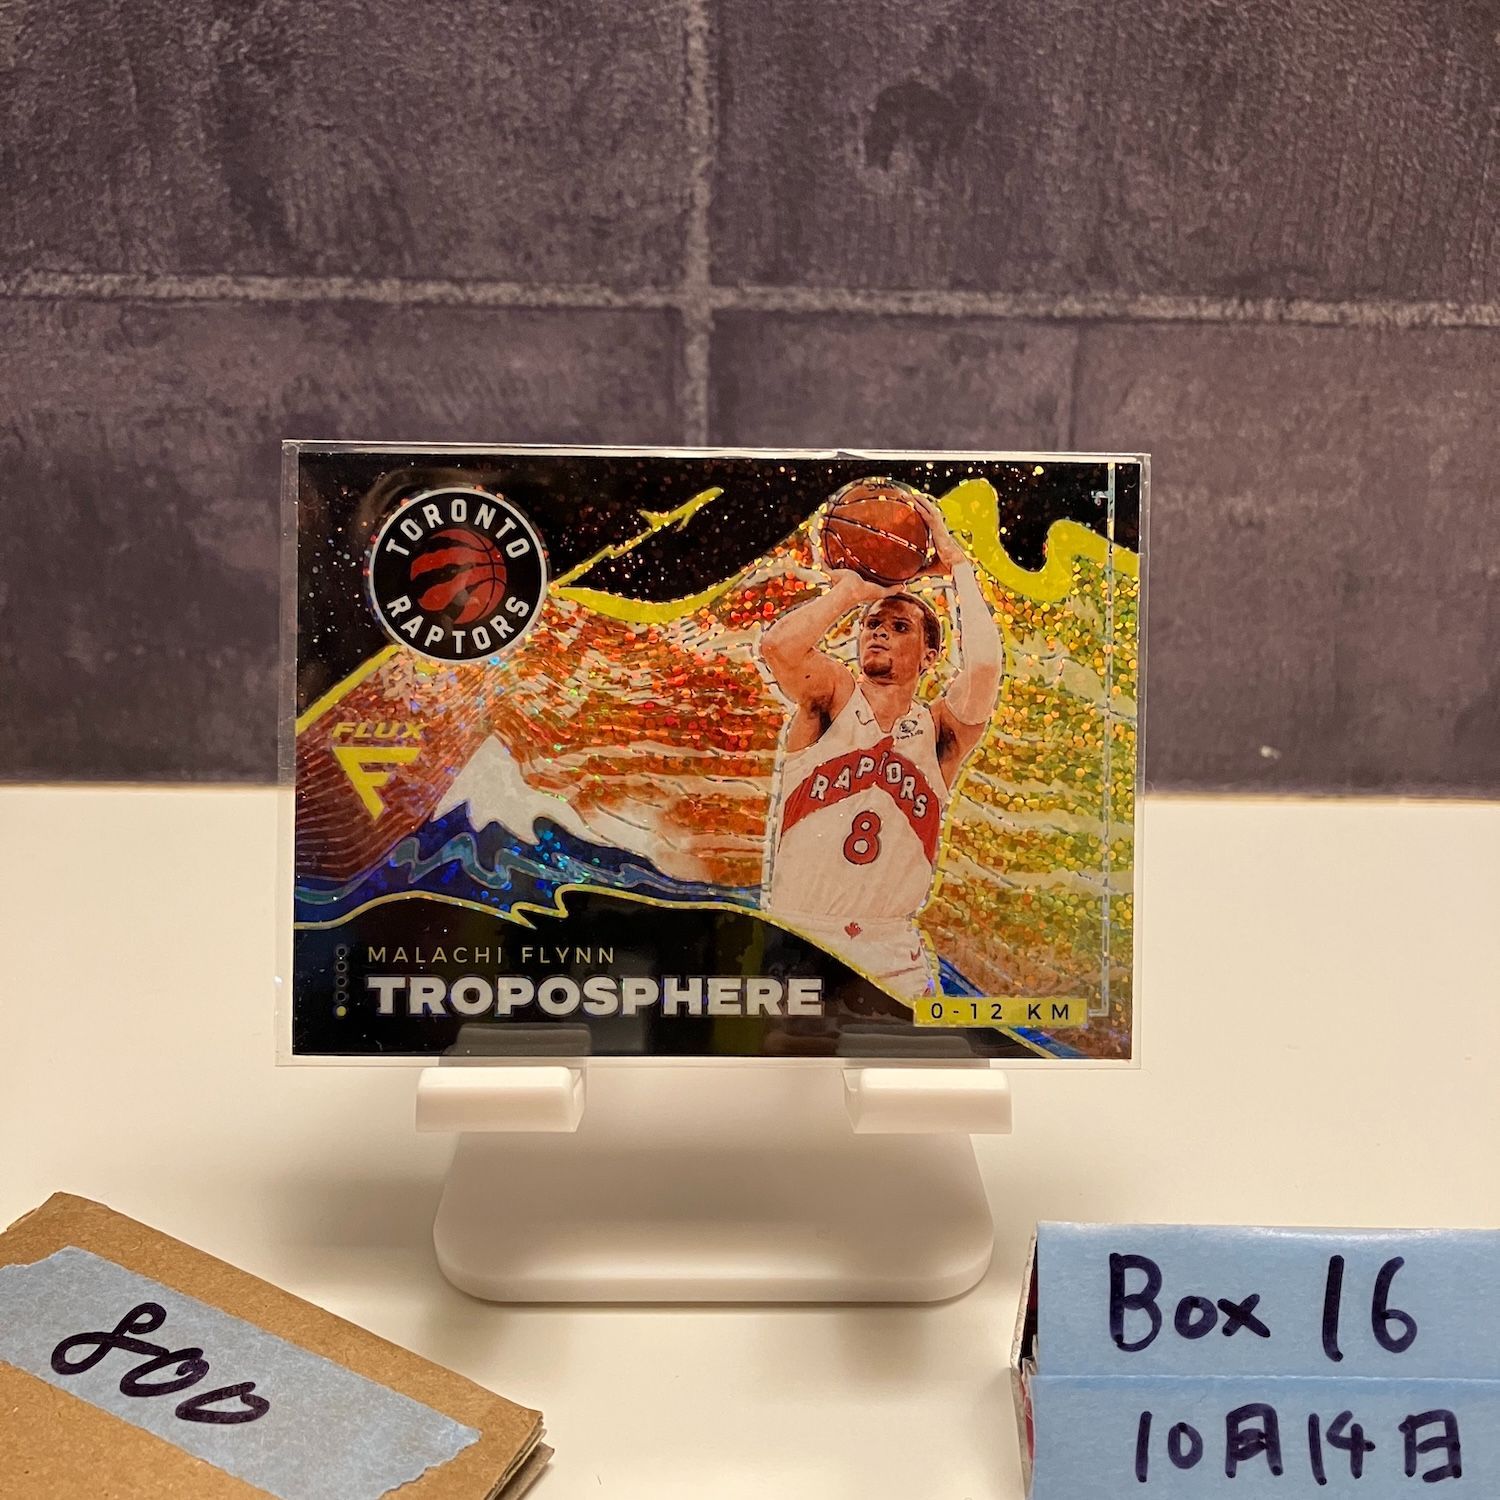 TORONTO
RAPTORS
FLUX
RAPTORS
8
MALACHI FLYNN
TROPOSPHERE
0-12 KM
800
Box 16
10月14日